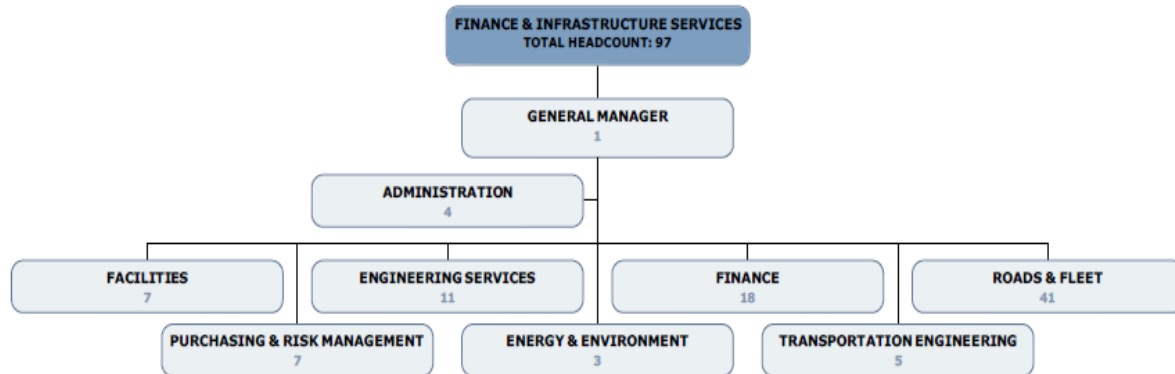 FINANCE & INFRASTRUCTURE SERVICES
TOTAL HEADCOUNT: 97
GENERAL MANAGER
1
ADMINISTRATION
4
FACILITIES
7
ENGINEERING SERVICES
11
FINANCE
18
ROADS & FLEET
41
PURCHASING & RISK MANAGEMENT
7
ENERGY & ENVIRONMENT
3
TRANSPORTATION ENGINEERING
5